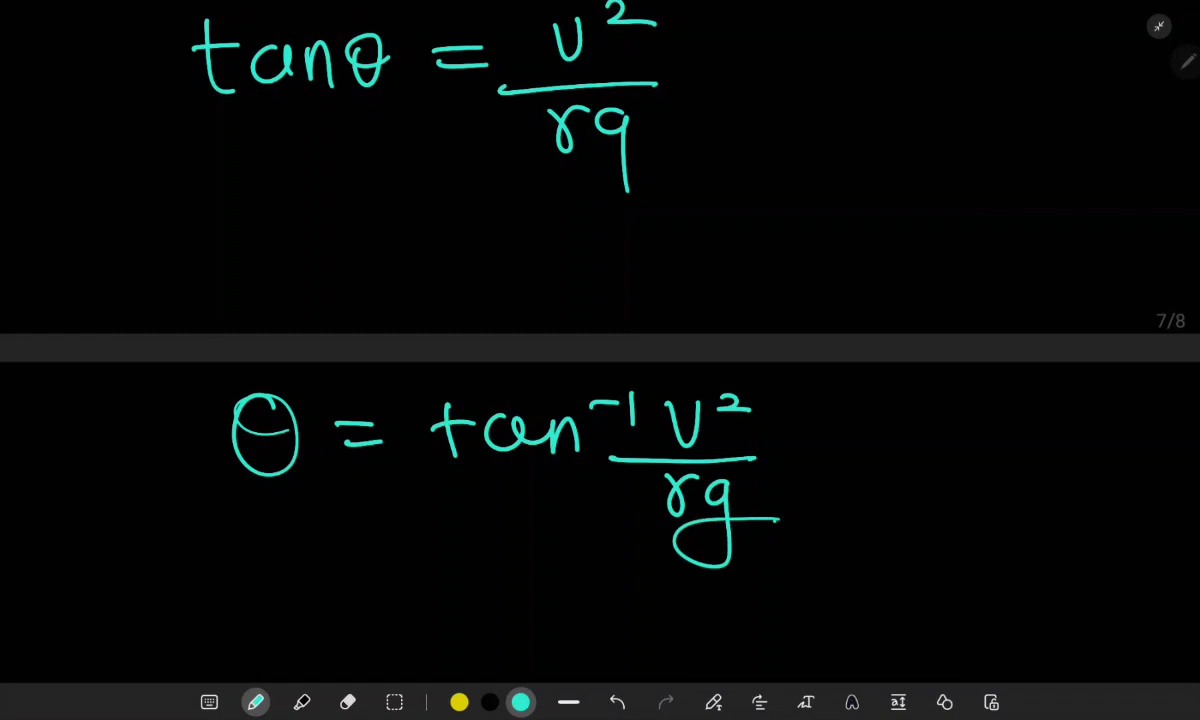 tanθ = v²/rg
7/8
θ = tan⁻¹ v²/rg